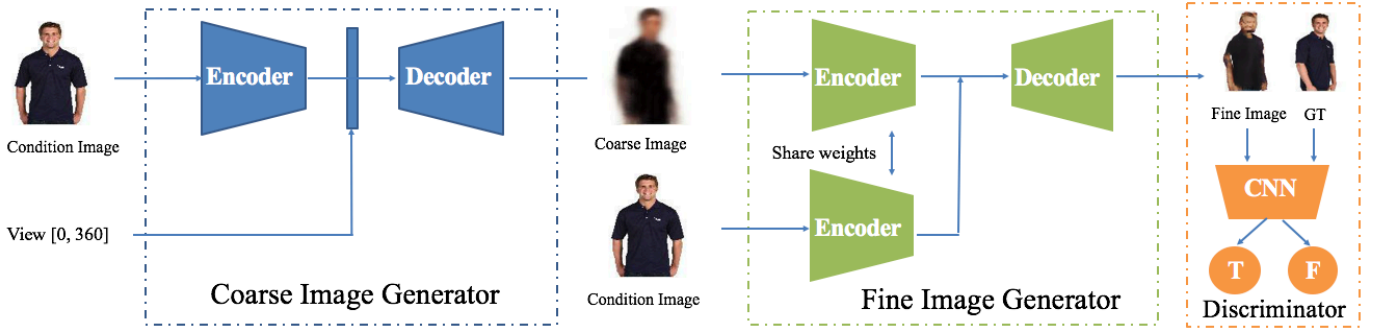 Condition Image
View [0, 360]
Encoder
Decoder
Coarse Image Generator
Coarse Image
Condition Image
Encoder
Share weights
Encoder
Decoder
Fine Image Generator
Fine Image
GT
CNN
T
F
Discriminator